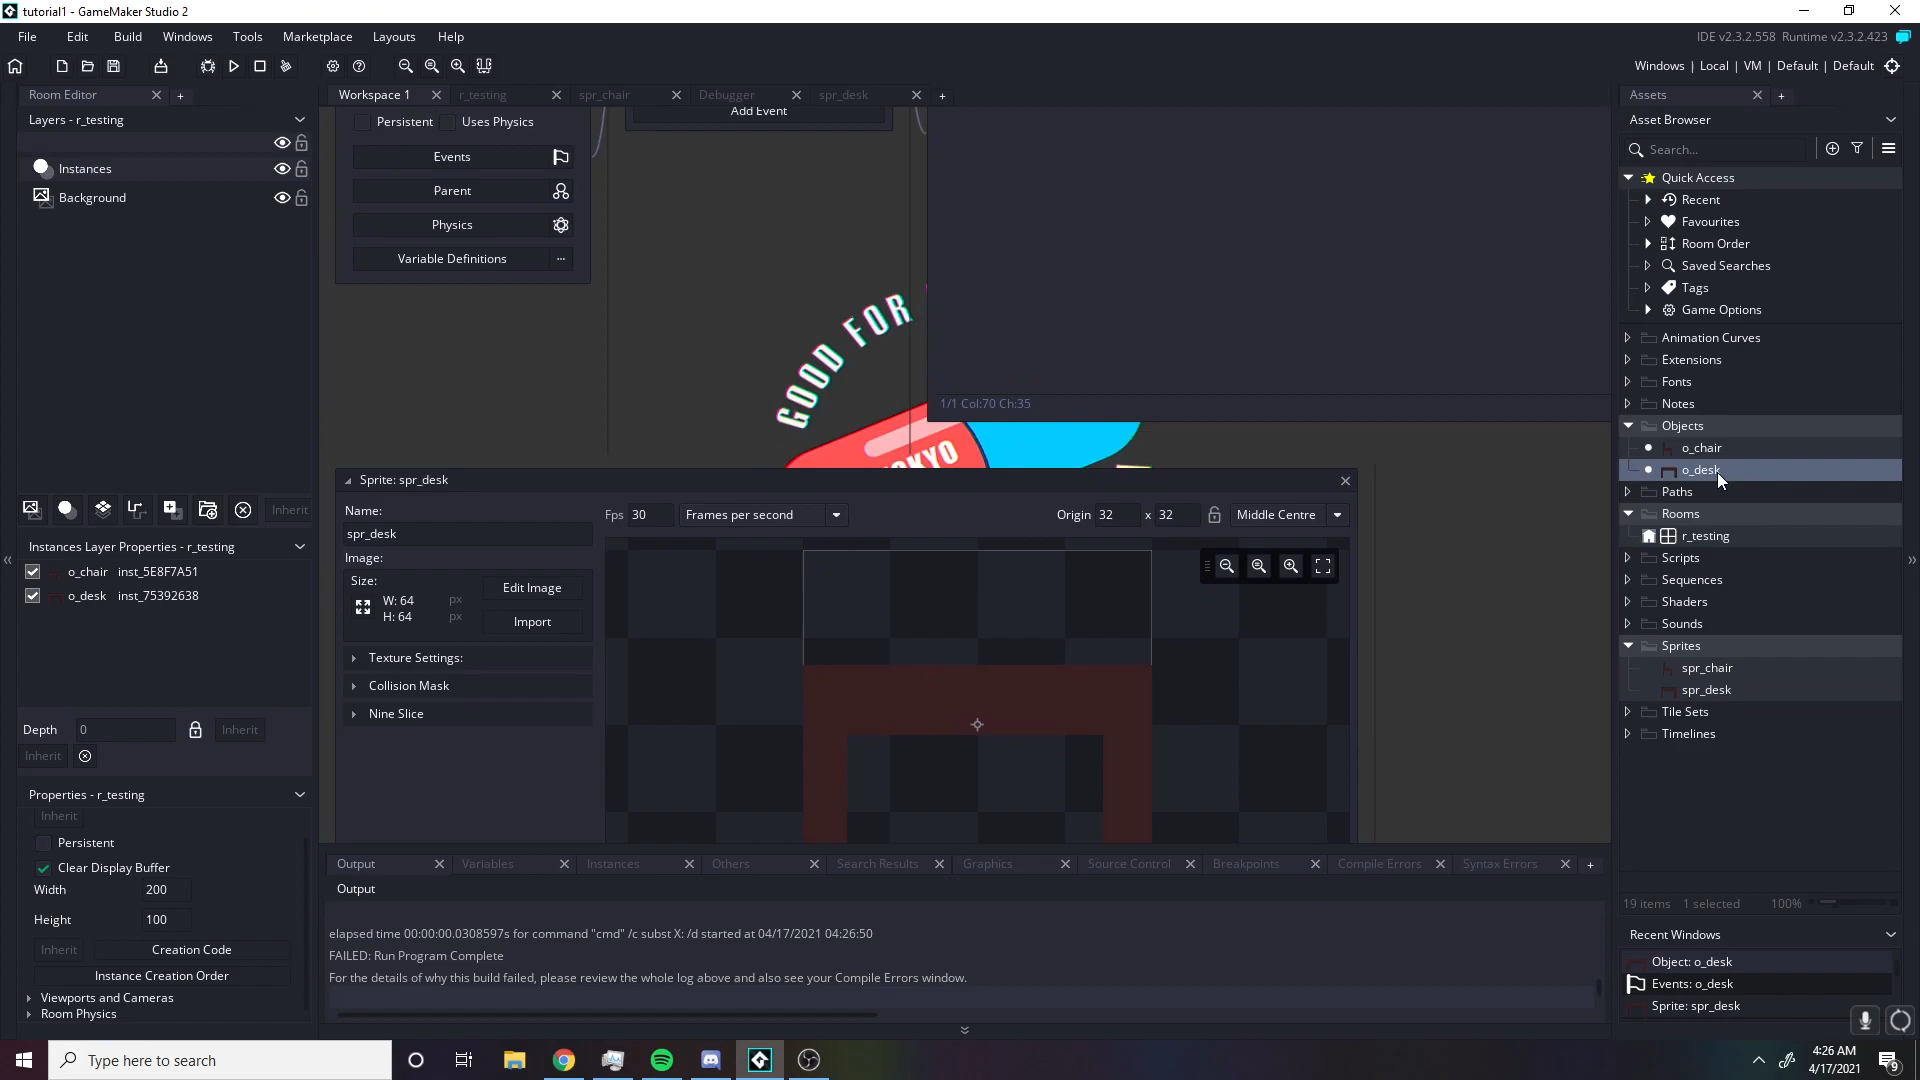 tutorial1 - GameMaker Studio 2
File Edit Build Windows Tools Marketplace Layouts Help
IDE v2.3.2.558 Runtime v2.3.2.423
Windows | Local | VM | Default | Default
Room Editor
Layers - r_testing
Instances
Background
Inherit
Instances Layer Properties - r_testing
o_chair inst_5E8F7A51
o_desk inst_75392638
Depth 0 Inherit
Inherit
Properties - r_testing
Inherit
Persistent
Clear Display Buffer
Width 200
Height 100
Inherit Creation Code
Instance Creation Order
Viewports and Cameras
Room Physics
Workspace 1 r_testing spr_chair Debugger spr_desk
Persistent Uses Physics
Add Event
Events
Parent
Physics
Variable Definitions
GOOD FOR
1/1 Col:70 Ch:35
Sprite: spr_desk
Name:
spr_desk
Image:
Size:
W: 64 px
H: 64 px
Edit Image
Import
Texture Settings:
Collision Mask
Nine Slice
Fps 30 Frames per second Origin 32 x 32 Middle Centre
Output Variables Instances Others Search Results Graphics Source Control Breakpoints Compile Errors Syntax Errors
Output
elapsed time 00:00:00.0308597s for command "cmd" /c subst X: /d started at 04/17/2021 04:26:50
FAILED: Run Program Complete
For the details of why this build failed, please review the whole log above and also see your Compile Errors window.
Assets
Asset Browser
Search...
Quick Access
Recent
Favourites
Room Order
Saved Searches
Tags
Game Options
Animation Curves
Extensions
Fonts
Notes
Objects
o_chair
o_desk
Paths
Rooms
r_testing
Scripts
Sequences
Shaders
Sounds
Sprites
spr_chair
spr_desk
Tile Sets
Timelines
19 items 1 selected 100%
Recent Windows
Object: o_desk
Events: o_desk
Sprite: spr_desk
Type here to search
4:26 AM
4/17/2021
9